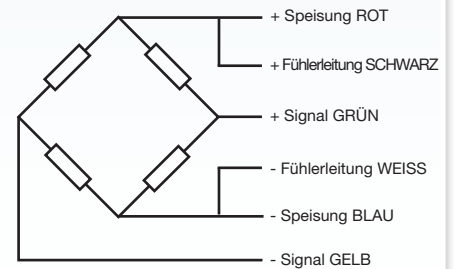 + Speisung ROT
+ Fühlerleitung SCHWARZ
+ Signal GRÜN
- Fühlerleitung WEISS
- Speisung BLAU
- Signal GELB